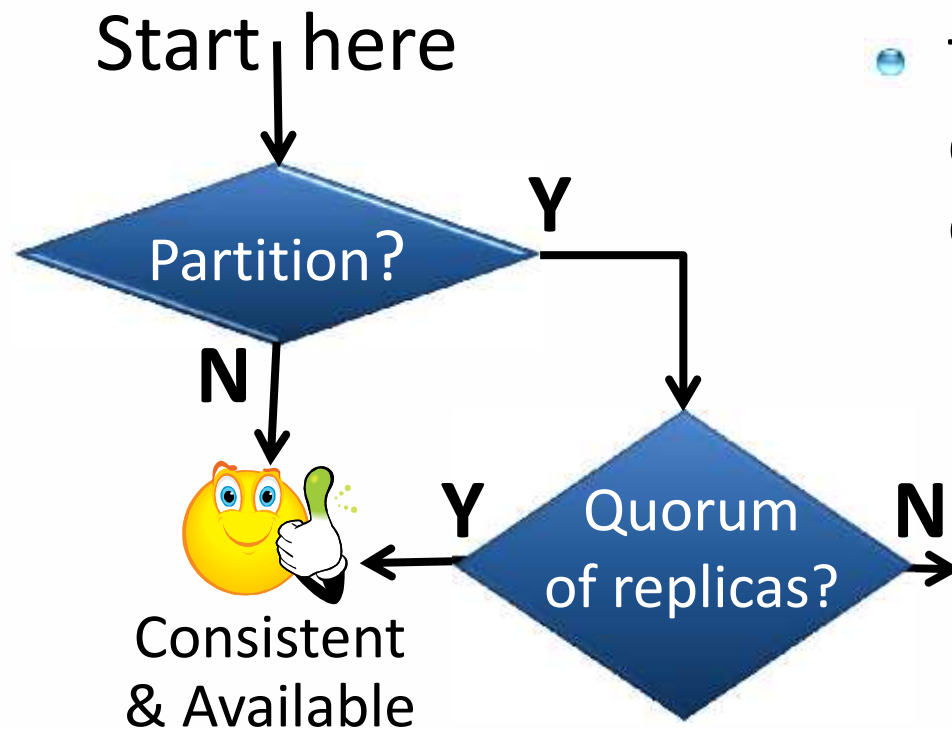 Start here
Partition?
Y
N
Quorum
of replicas?
Y
N
Consistent
& Available